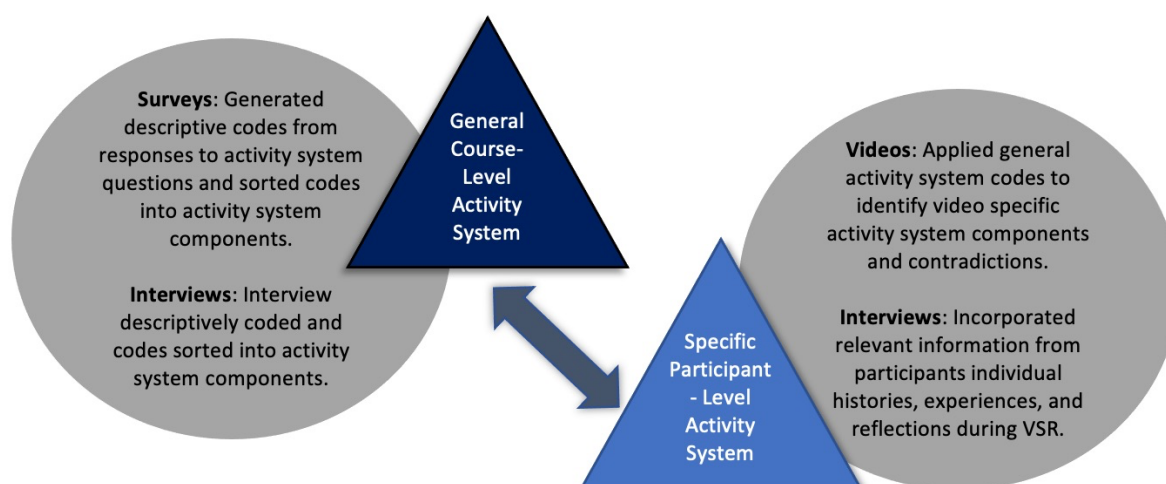 Surveys: Generated
descriptive codes from
responses to activity system
questions and sorted codes
into activity system
components.
Interviews: Interview
descriptively coded and
codes sorted into activity
system components.
General
Course-
Level
Activity
System
Specific
Participant
- Level
Activity
System
Videos: Applied general
activity system codes to
identify video specific
activity system components
and contradictions.
Interviews: Incorporated
relevant information from
participants individual
histories, experiences, and
reflections during VSR.